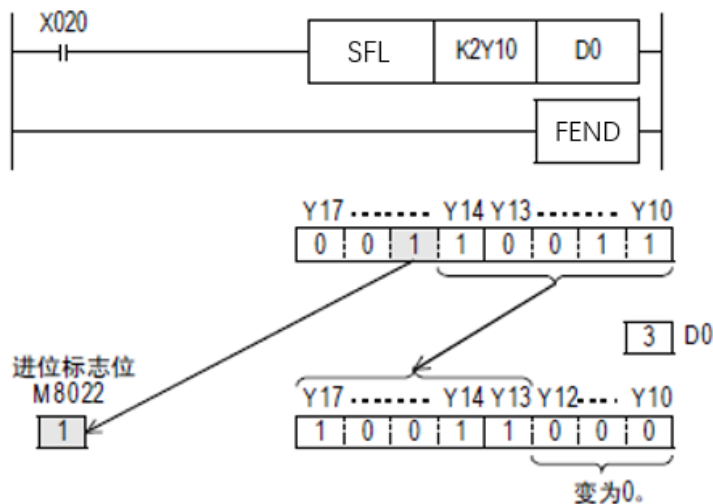 X020
SFL K2Y10 D0
FEND
Y17 ······· Y14 Y13 ······· Y10
0 0 1 1 0 0 1 1
3 D0
进位标志位
M8022
Y17 ······· Y14 Y13 Y12 ···· Y10
1 1 0 0 1 1 0 0 0
变为0。